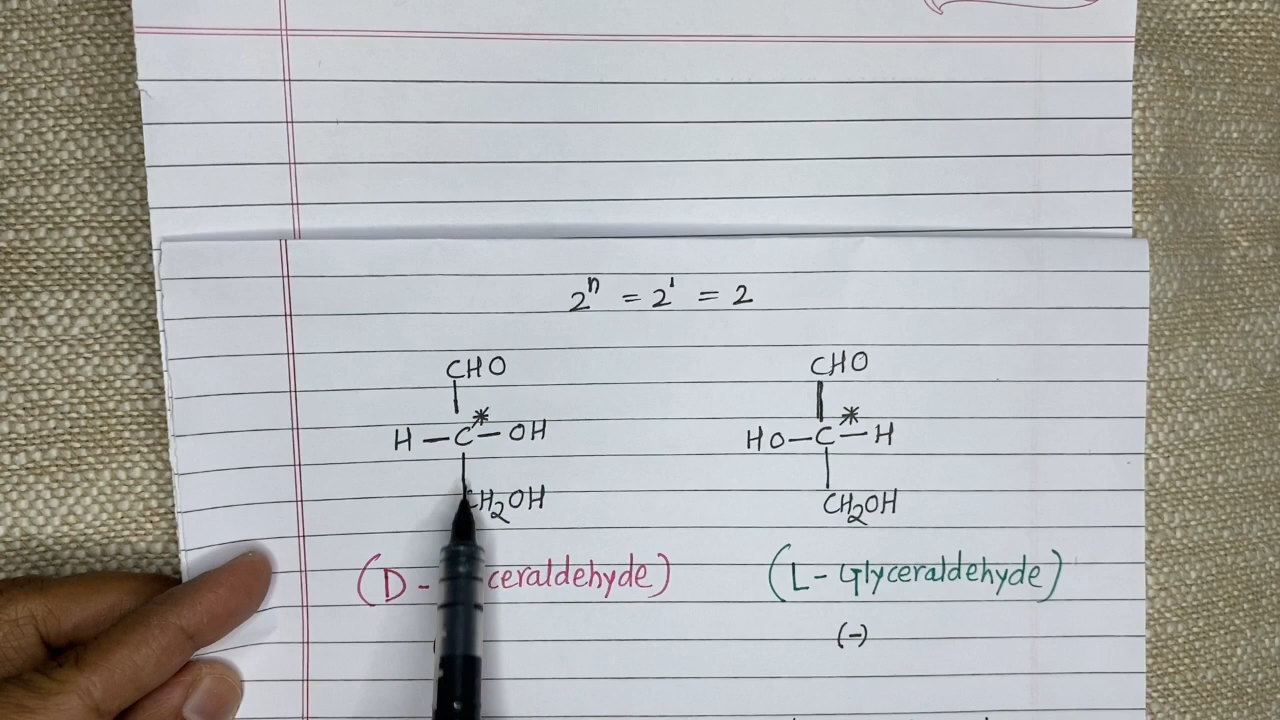 2ⁿ = 2¹ = 2
CHO CHO
H - C* - OH HO - C* - H
CH₂OH CH₂OH
(D - ceraldehyde) (L - Glyceraldehyde)
(-)